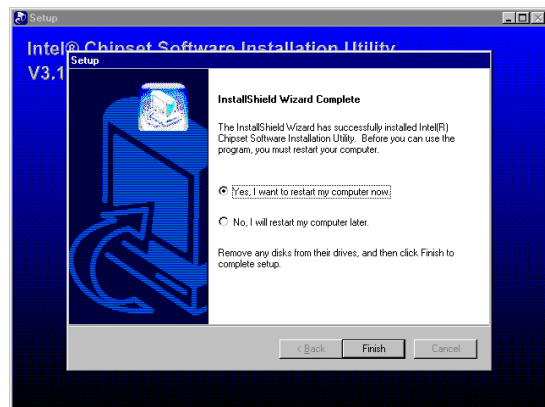 Setup
Intel® Chipset Software Installation Utility
V3.1
Setup
InstallShield Wizard Complete
The InstallShield Wizard has successfully installed Intel(R)
Chipset Software Installation Utility. Before you can use the
program, you must restart your computer.
Yes, I want to restart my computer now.
No, I will restart my computer later.
Remove any disks from their drives, and then click Finish to
complete setup.
< Back
Finish
Cancel